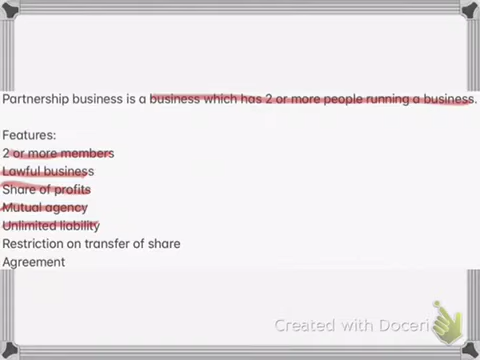 Partnership business is a business which has 2 or more people running a business.
Features:
2 or more members
Lawful business
Share of profits
Mutual agency
Unlimited liability
Restriction on transfer of share
Agreement
Created with Doceri